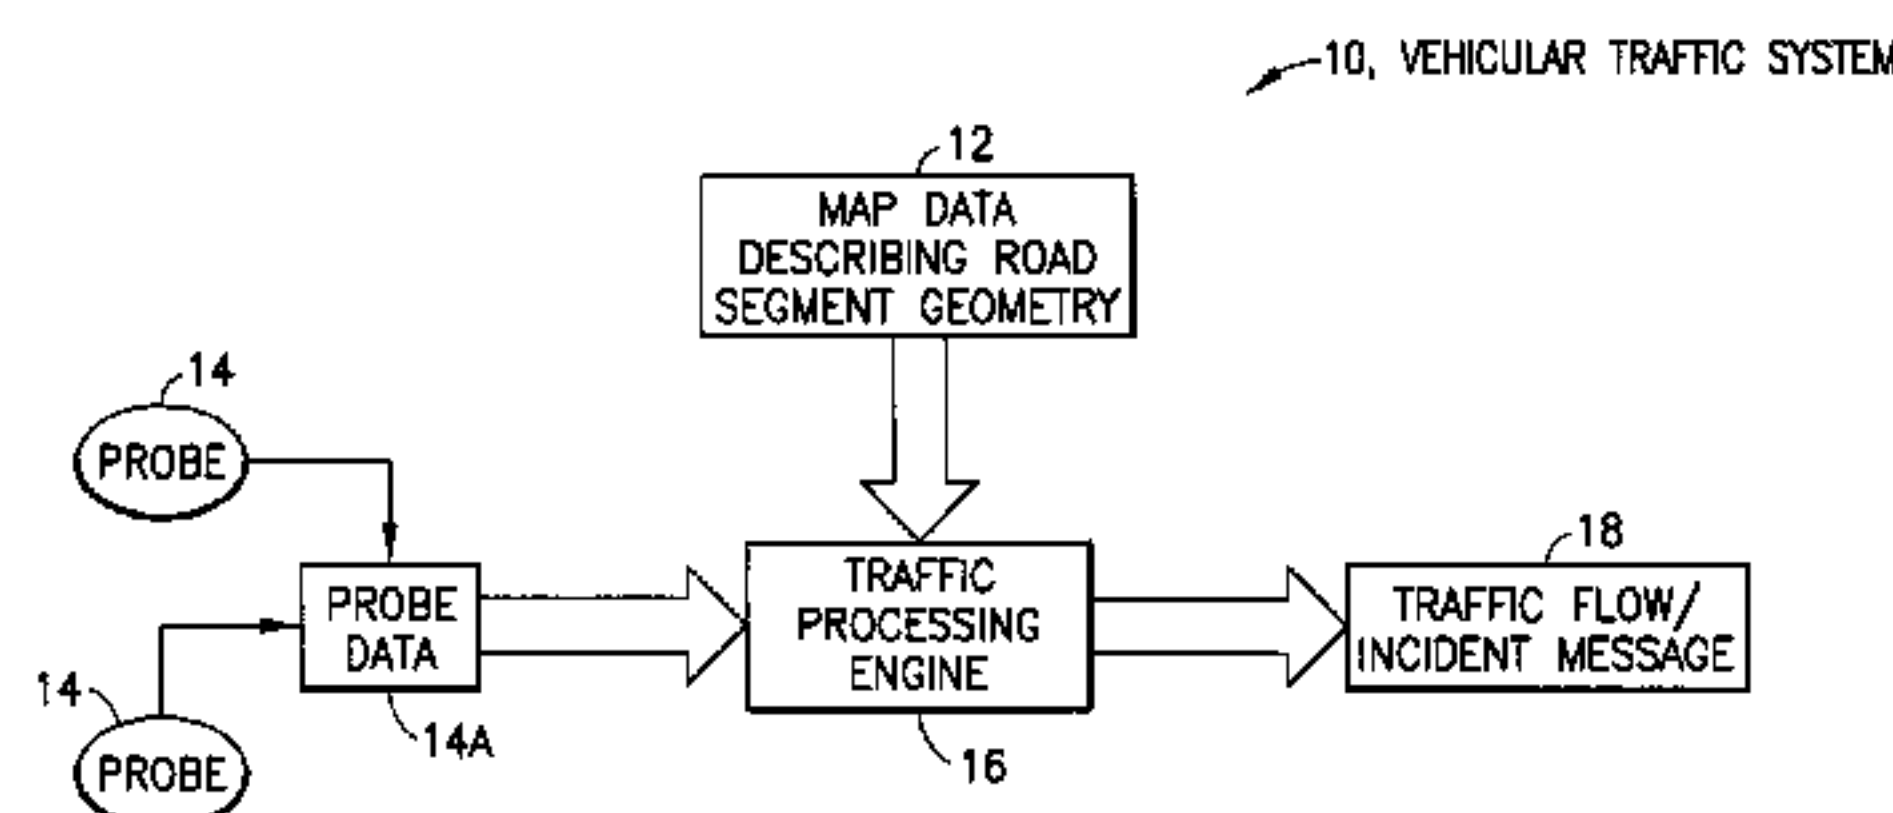 10, VEHICULAR TRAFFIC SYSTEM
12
MAP DATA
DESCRIBING ROAD
SEGMENT GEOMETRY
14
PROBE
PROBE
DATA
14A
14
PROBE
TRAFFIC
PROCESSING
ENGINE
16
18
TRAFFIC FLOW/
INCIDENT MESSAGE